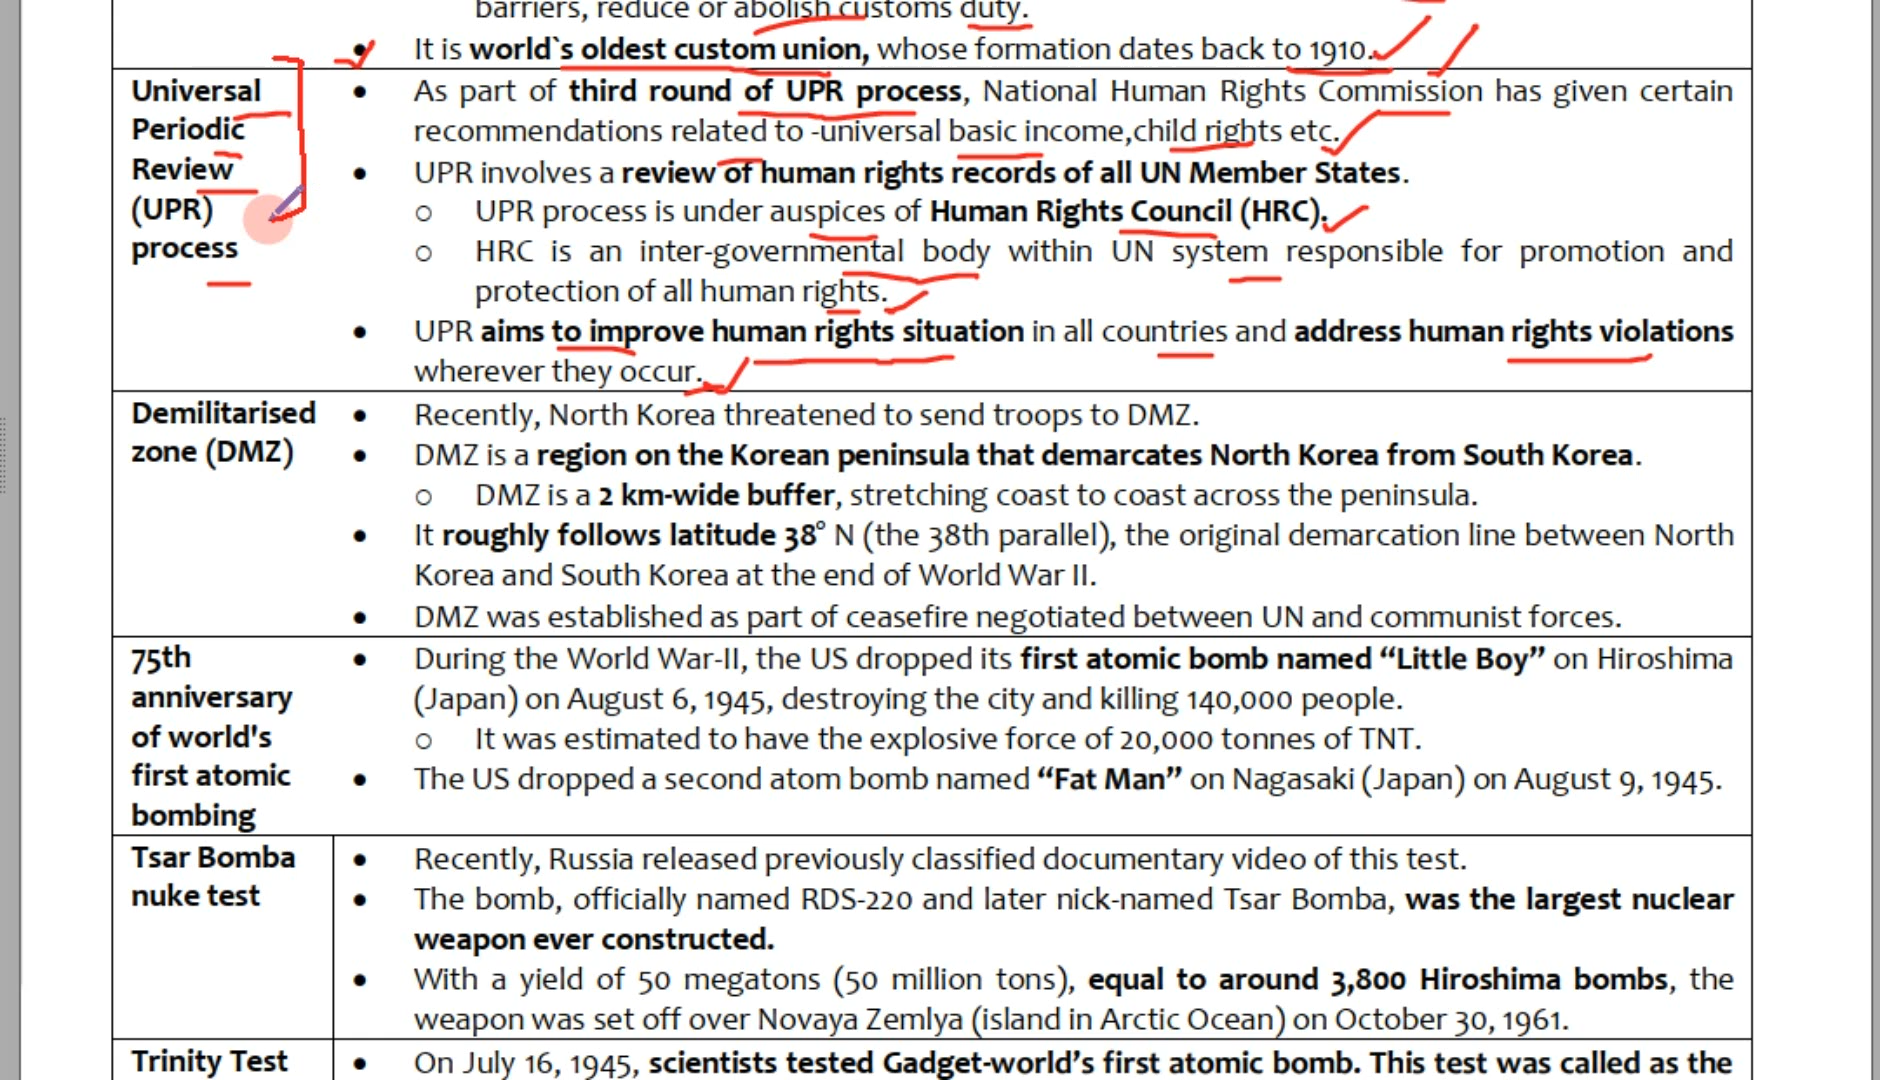 barriers, reduce or abolish customs duty.
• It is world`s oldest custom union, whose formation dates back to 1910.
Universal
Periodic
Review
(UPR)
process
• As part of third round of UPR process, National Human Rights Commission has given certain
recommendations related to -universal basic income,child rights etc.
• UPR involves a review of human rights records of all UN Member States.
o UPR process is under auspices of Human Rights Council (HRC).
o HRC is an inter-governmental body within UN system responsible for promotion and
protection of all human rights.
• UPR aims to improve human rights situation in all countries and address human rights violations
wherever they occur.
Demilitarised
zone (DMZ)
• Recently, North Korea threatened to send troops to DMZ.
• DMZ is a region on the Korean peninsula that demarcates North Korea from South Korea.
o DMZ is a 2 km-wide buffer, stretching coast to coast across the peninsula.
• It roughly follows latitude 38° N (the 38th parallel), the original demarcation line between North
Korea and South Korea at the end of World War II.
• DMZ was established as part of ceasefire negotiated between UN and communist forces.
75th
anniversary
of world's
first atomic
bombing
• During the World War-II, the US dropped its first atomic bomb named “Little Boy” on Hiroshima
(Japan) on August 6, 1945, destroying the city and killing 140,000 people.
o It was estimated to have the explosive force of 20,000 tonnes of TNT.
• The US dropped a second atom bomb named “Fat Man” on Nagasaki (Japan) on August 9, 1945.
Tsar Bomba
nuke test
• Recently, Russia released previously classified documentary video of this test.
• The bomb, officially named RDS-220 and later nick-named Tsar Bomba, was the largest nuclear
weapon ever constructed.
• With a yield of 50 megatons (50 million tons), equal to around 3,800 Hiroshima bombs, the
weapon was set off over Novaya Zemlya (island in Arctic Ocean) on October 30, 1961.
Trinity Test
• On July 16, 1945, scientists tested Gadget-world’s first atomic bomb. This test was called as the